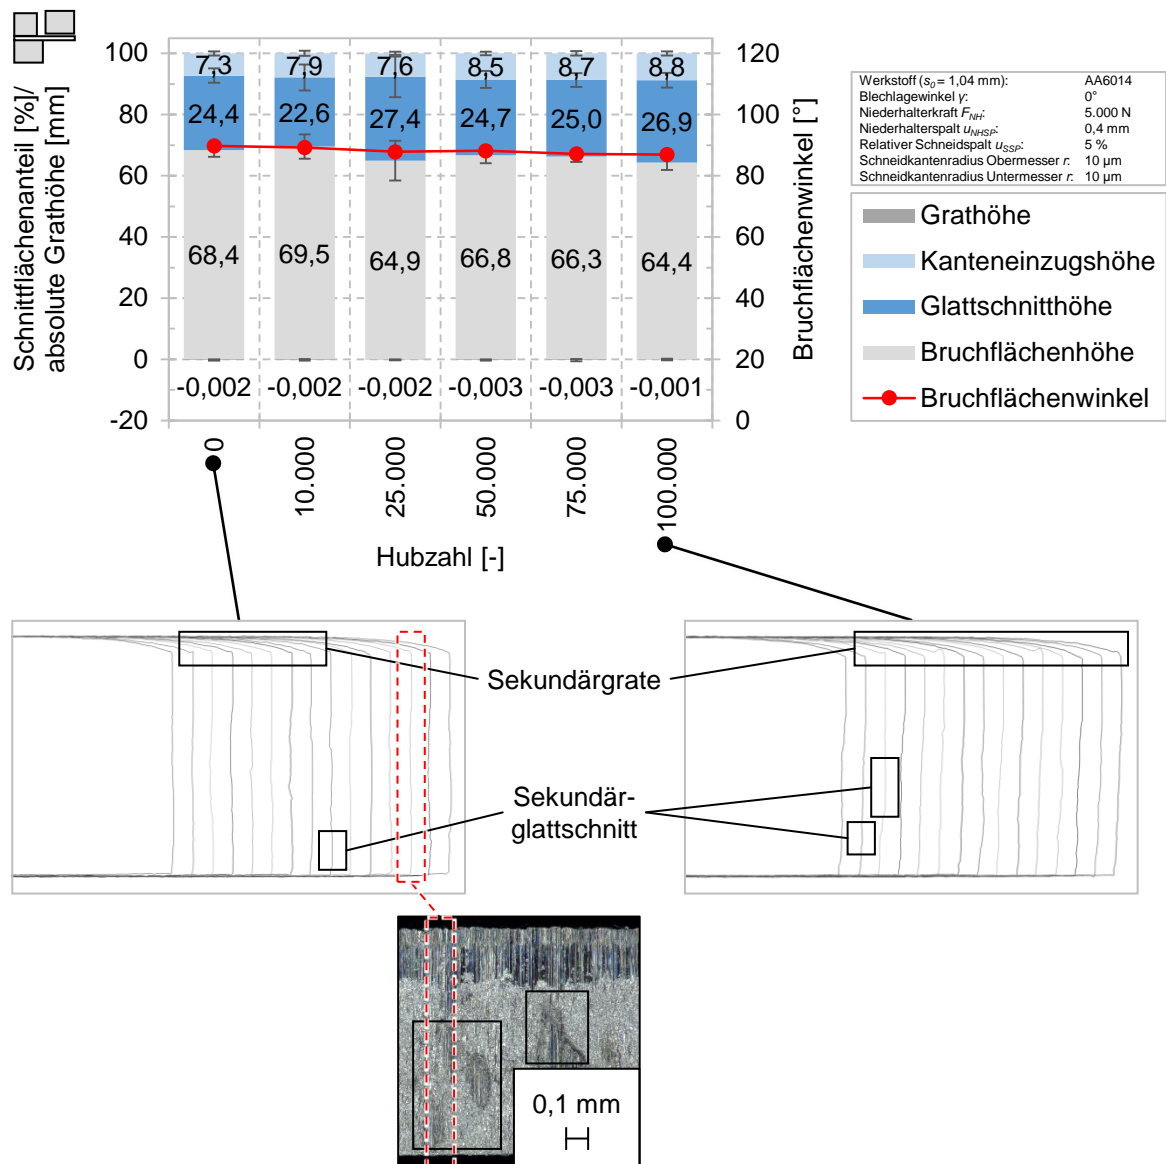 Schnittflächenanteil [%]/
absolute Grathöhe [mm]
100
80
60
40
20
0
-20
7,3
7,9
7,6
8,5
8,7
8,8
24,4
22,6
27,4
24,7
25,0
26,9
68,4
69,5
64,9
66,8
66,3
64,4
-0,002
-0,002
-0,002
-0,003
-0,003
-0,001
120
100
80
60
40
20
0
Bruchflächenwinkel [°]
0
10.000
25.000
50.000
75.000
100.000
Hubzahl [-]
Werkstoff (s0 = 1,04 mm): AA6014
Blechlagewinkel γ: 0°
Niederhalterkraft FNH: 5.000 N
Niederhalterspalt uNHSP: 0,4 mm
Relativer Schneidspalt uSSP: 5 %
Schneidkantenradius Obermesser r: 10 µm
Schneidkantenradius Untermesser r: 10 µm
Grathöhe
Kanteneinzugshöhe
Glattschnitthöhe
Bruchflächenhöhe
Bruchflächenwinkel
Sekundärgrate
Sekundär-
glattschnitt
0,1 mm